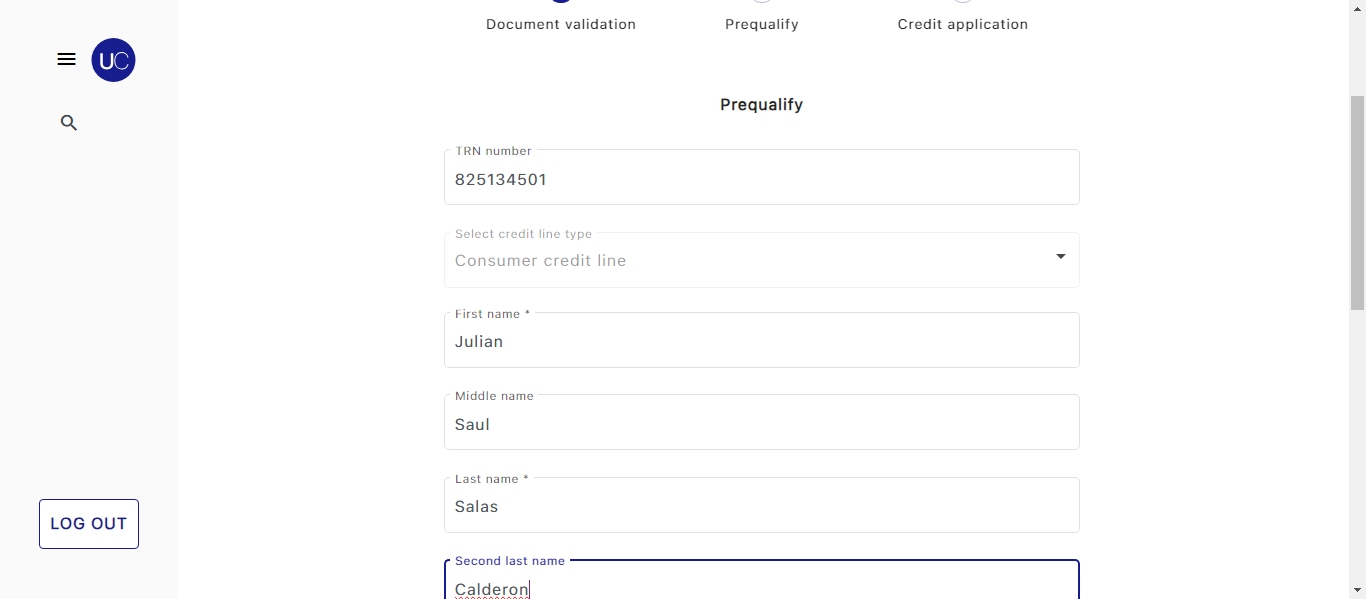 Document validation
Prequalify
Credit application
UC
Prequalify
TRN number
825134501
Select credit line type
Consumer credit line
First name *
Julian
Middle name
Saul
Last name *
Salas
LOG OUT
Second last name
Calderon